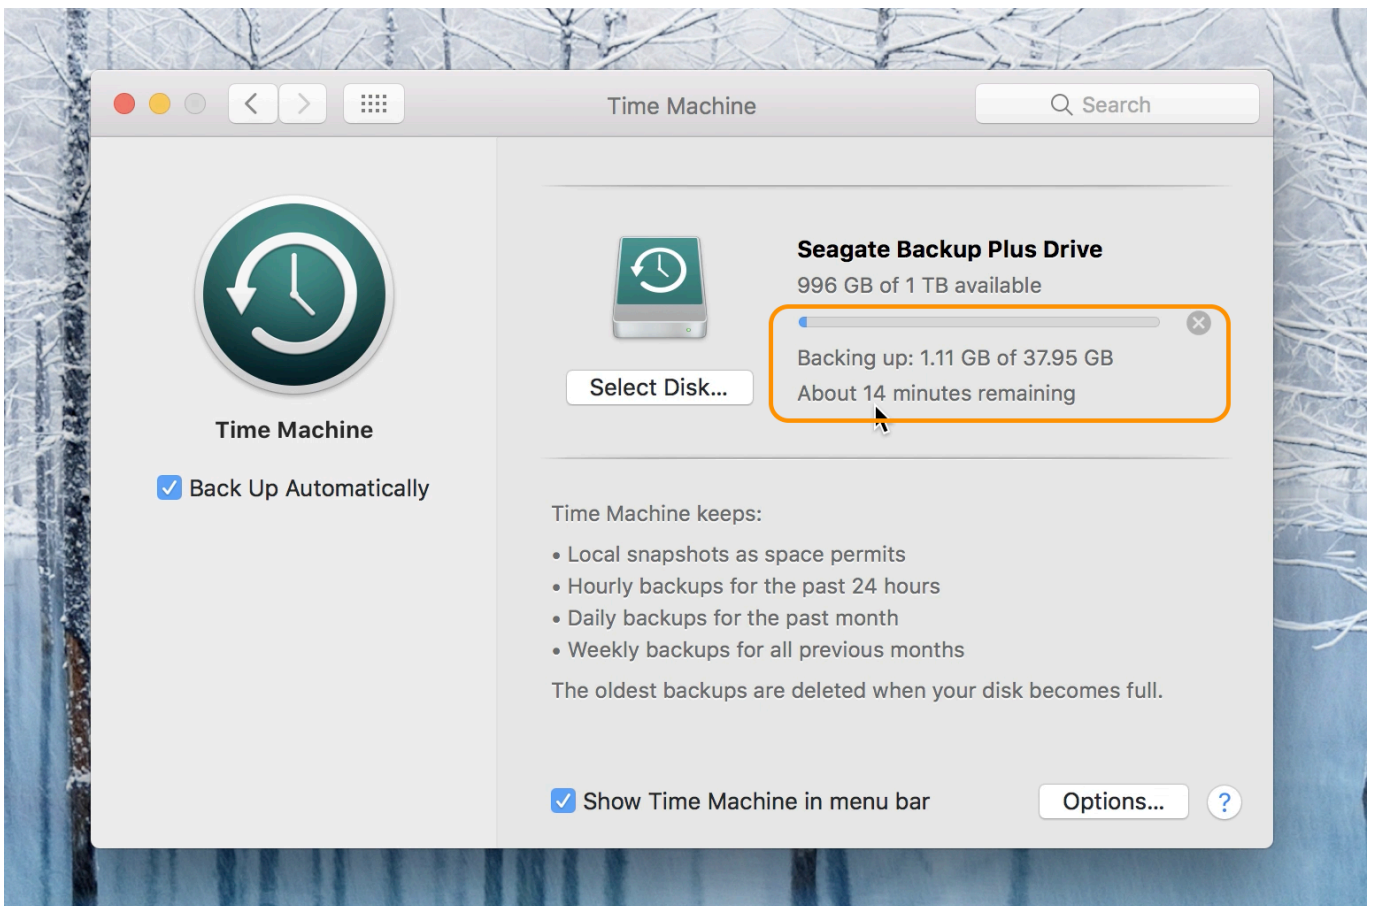 Time Machine
Search
Seagate Backup Plus Drive
996 GB of 1 TB available
Backing up: 1.11 GB of 37.95 GB
About 14 minutes remaining
Select Disk...
Time Machine
Back Up Automatically
Time Machine keeps:
• Local snapshots as space permits
• Hourly backups for the past 24 hours
• Daily backups for the past month
• Weekly backups for all previous months
The oldest backups are deleted when your disk becomes full.
Show Time Machine in menu bar
Options...
?